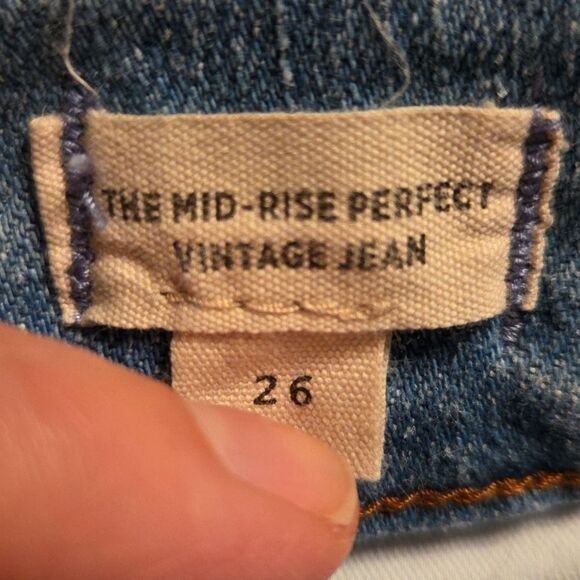 THE MID-RISE PERFECT
VINTAGE JEAN
26